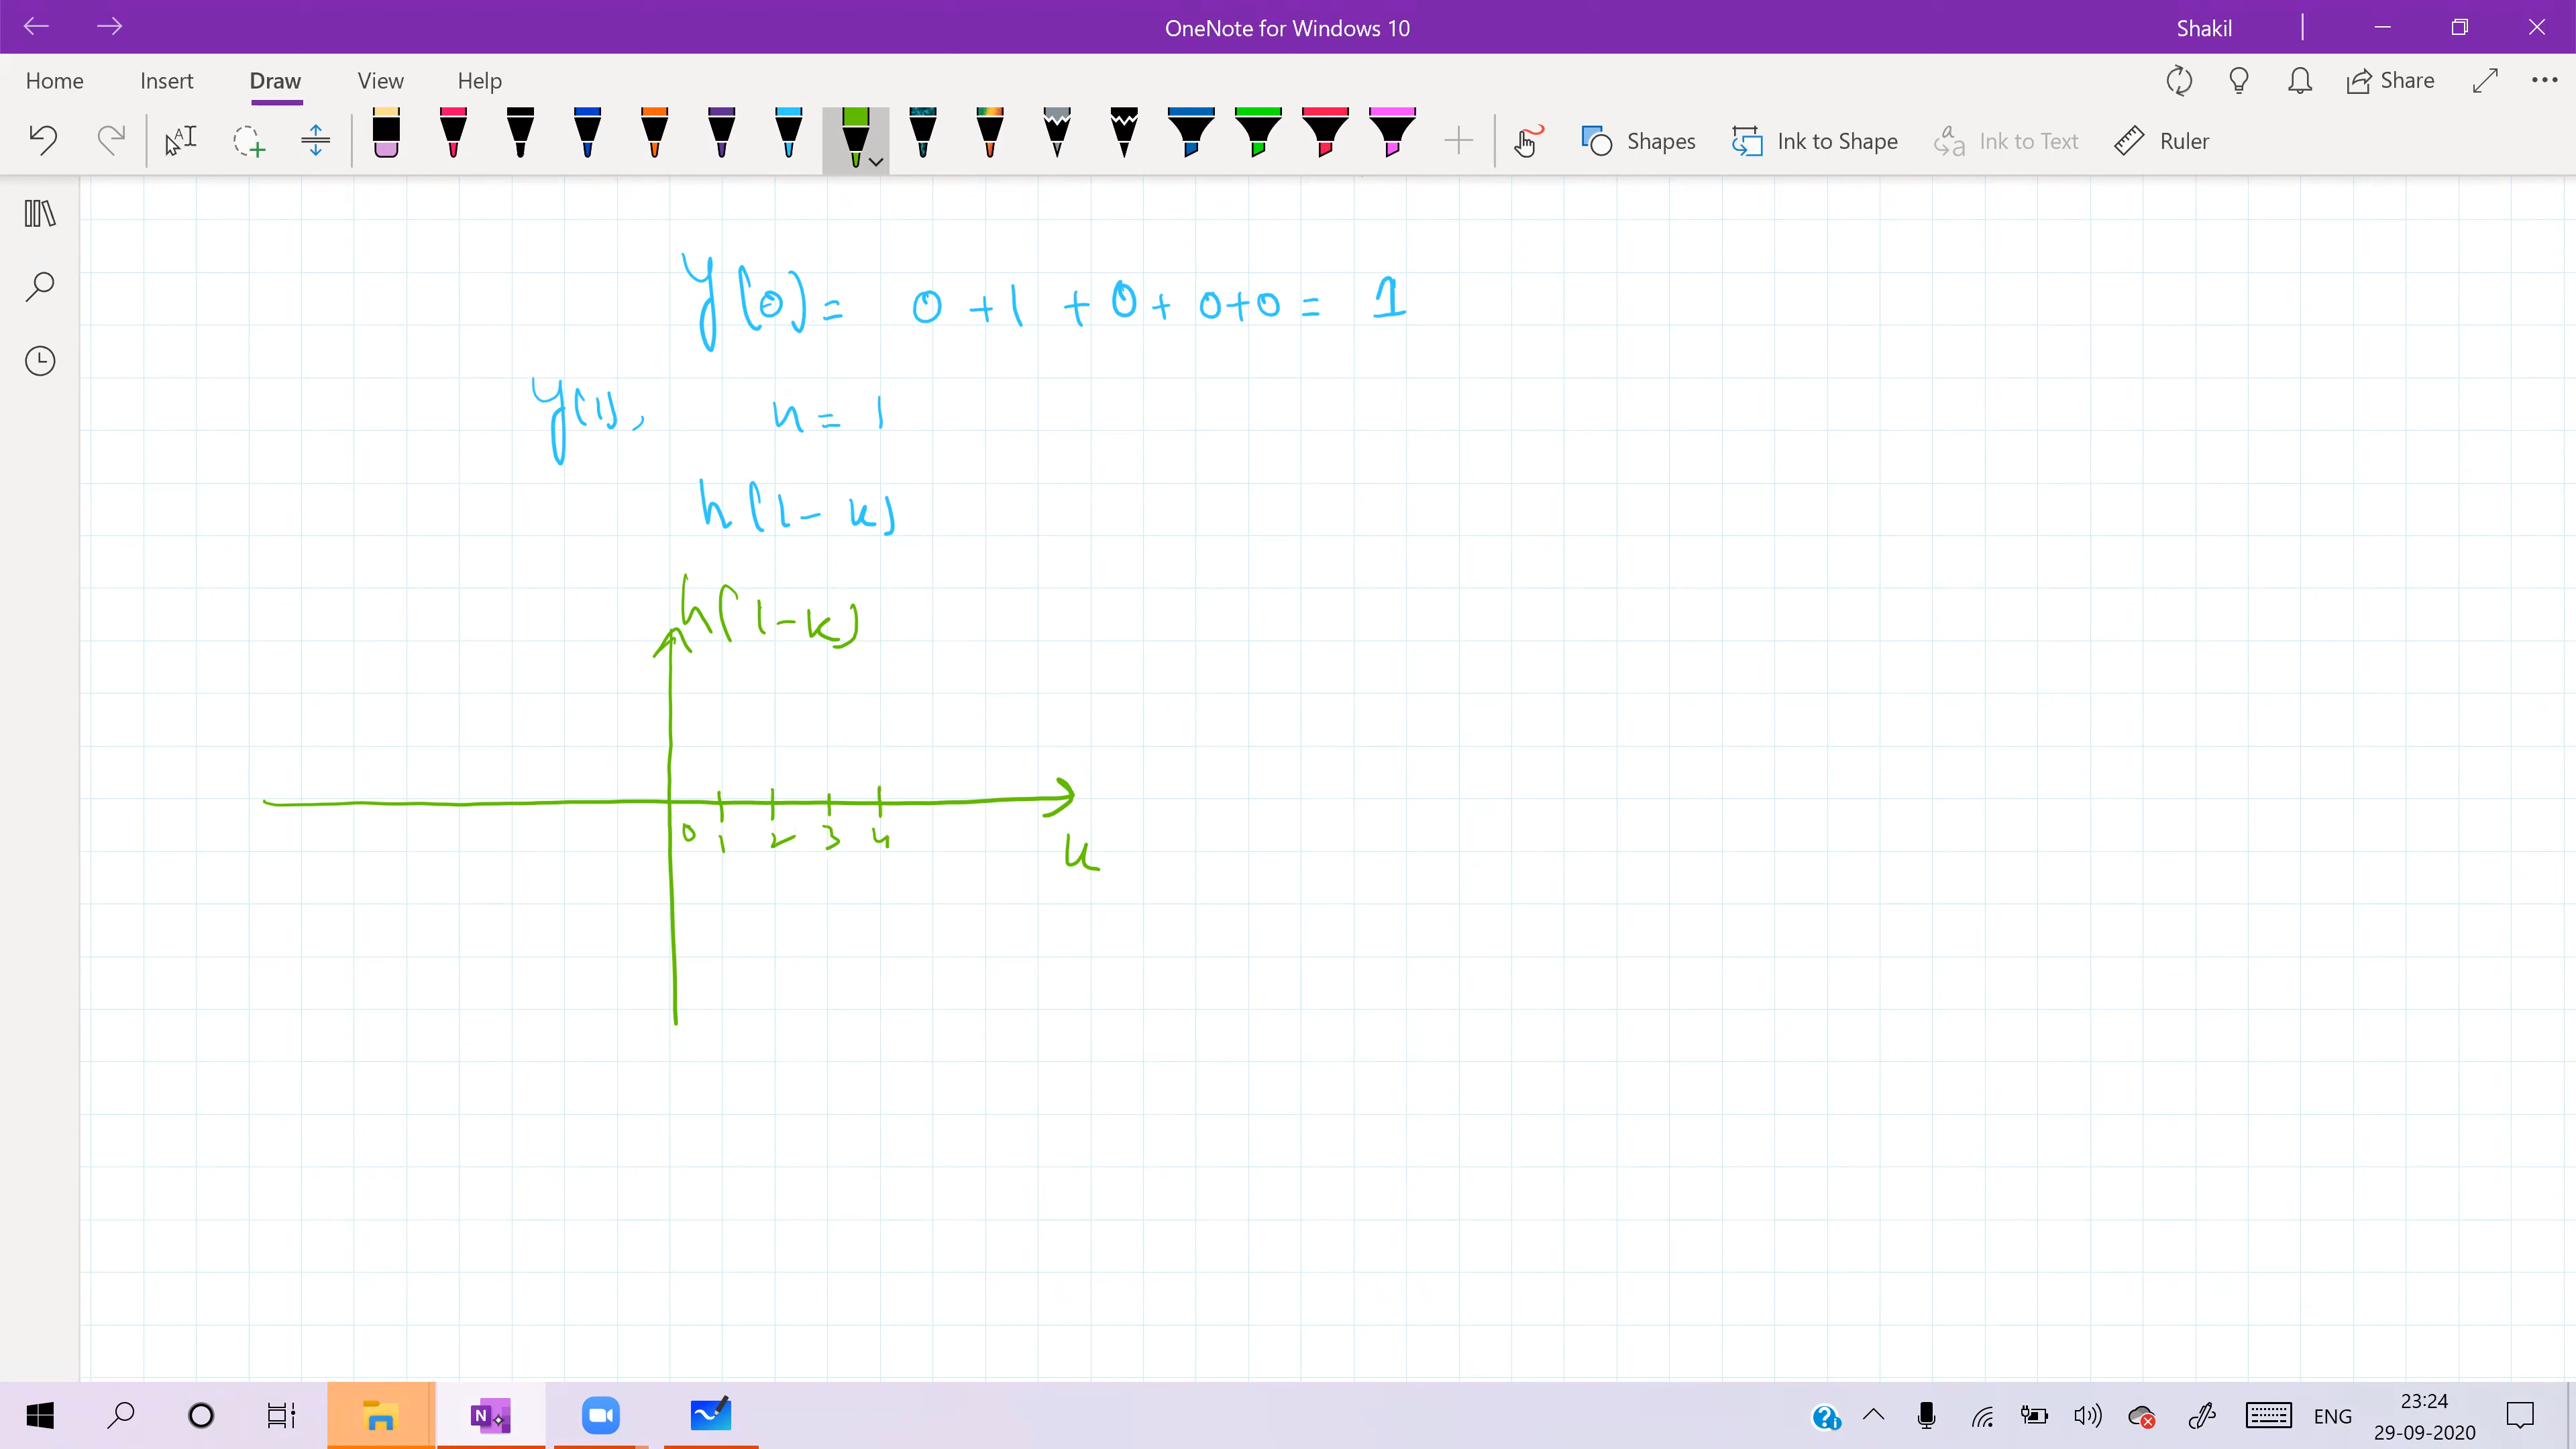 OneNote for Windows 10
Shakil
Home Insert Draw View Help
Share
Shapes Ink to Shape Ink to Text Ruler
y(0) = 0 + 1 + 0 + 0 + 0 = 1
y(1), n = 1
h(1 - k)
h(1 - k)
0 1 2 3 4
k
ENG
23:24
29-09-2020